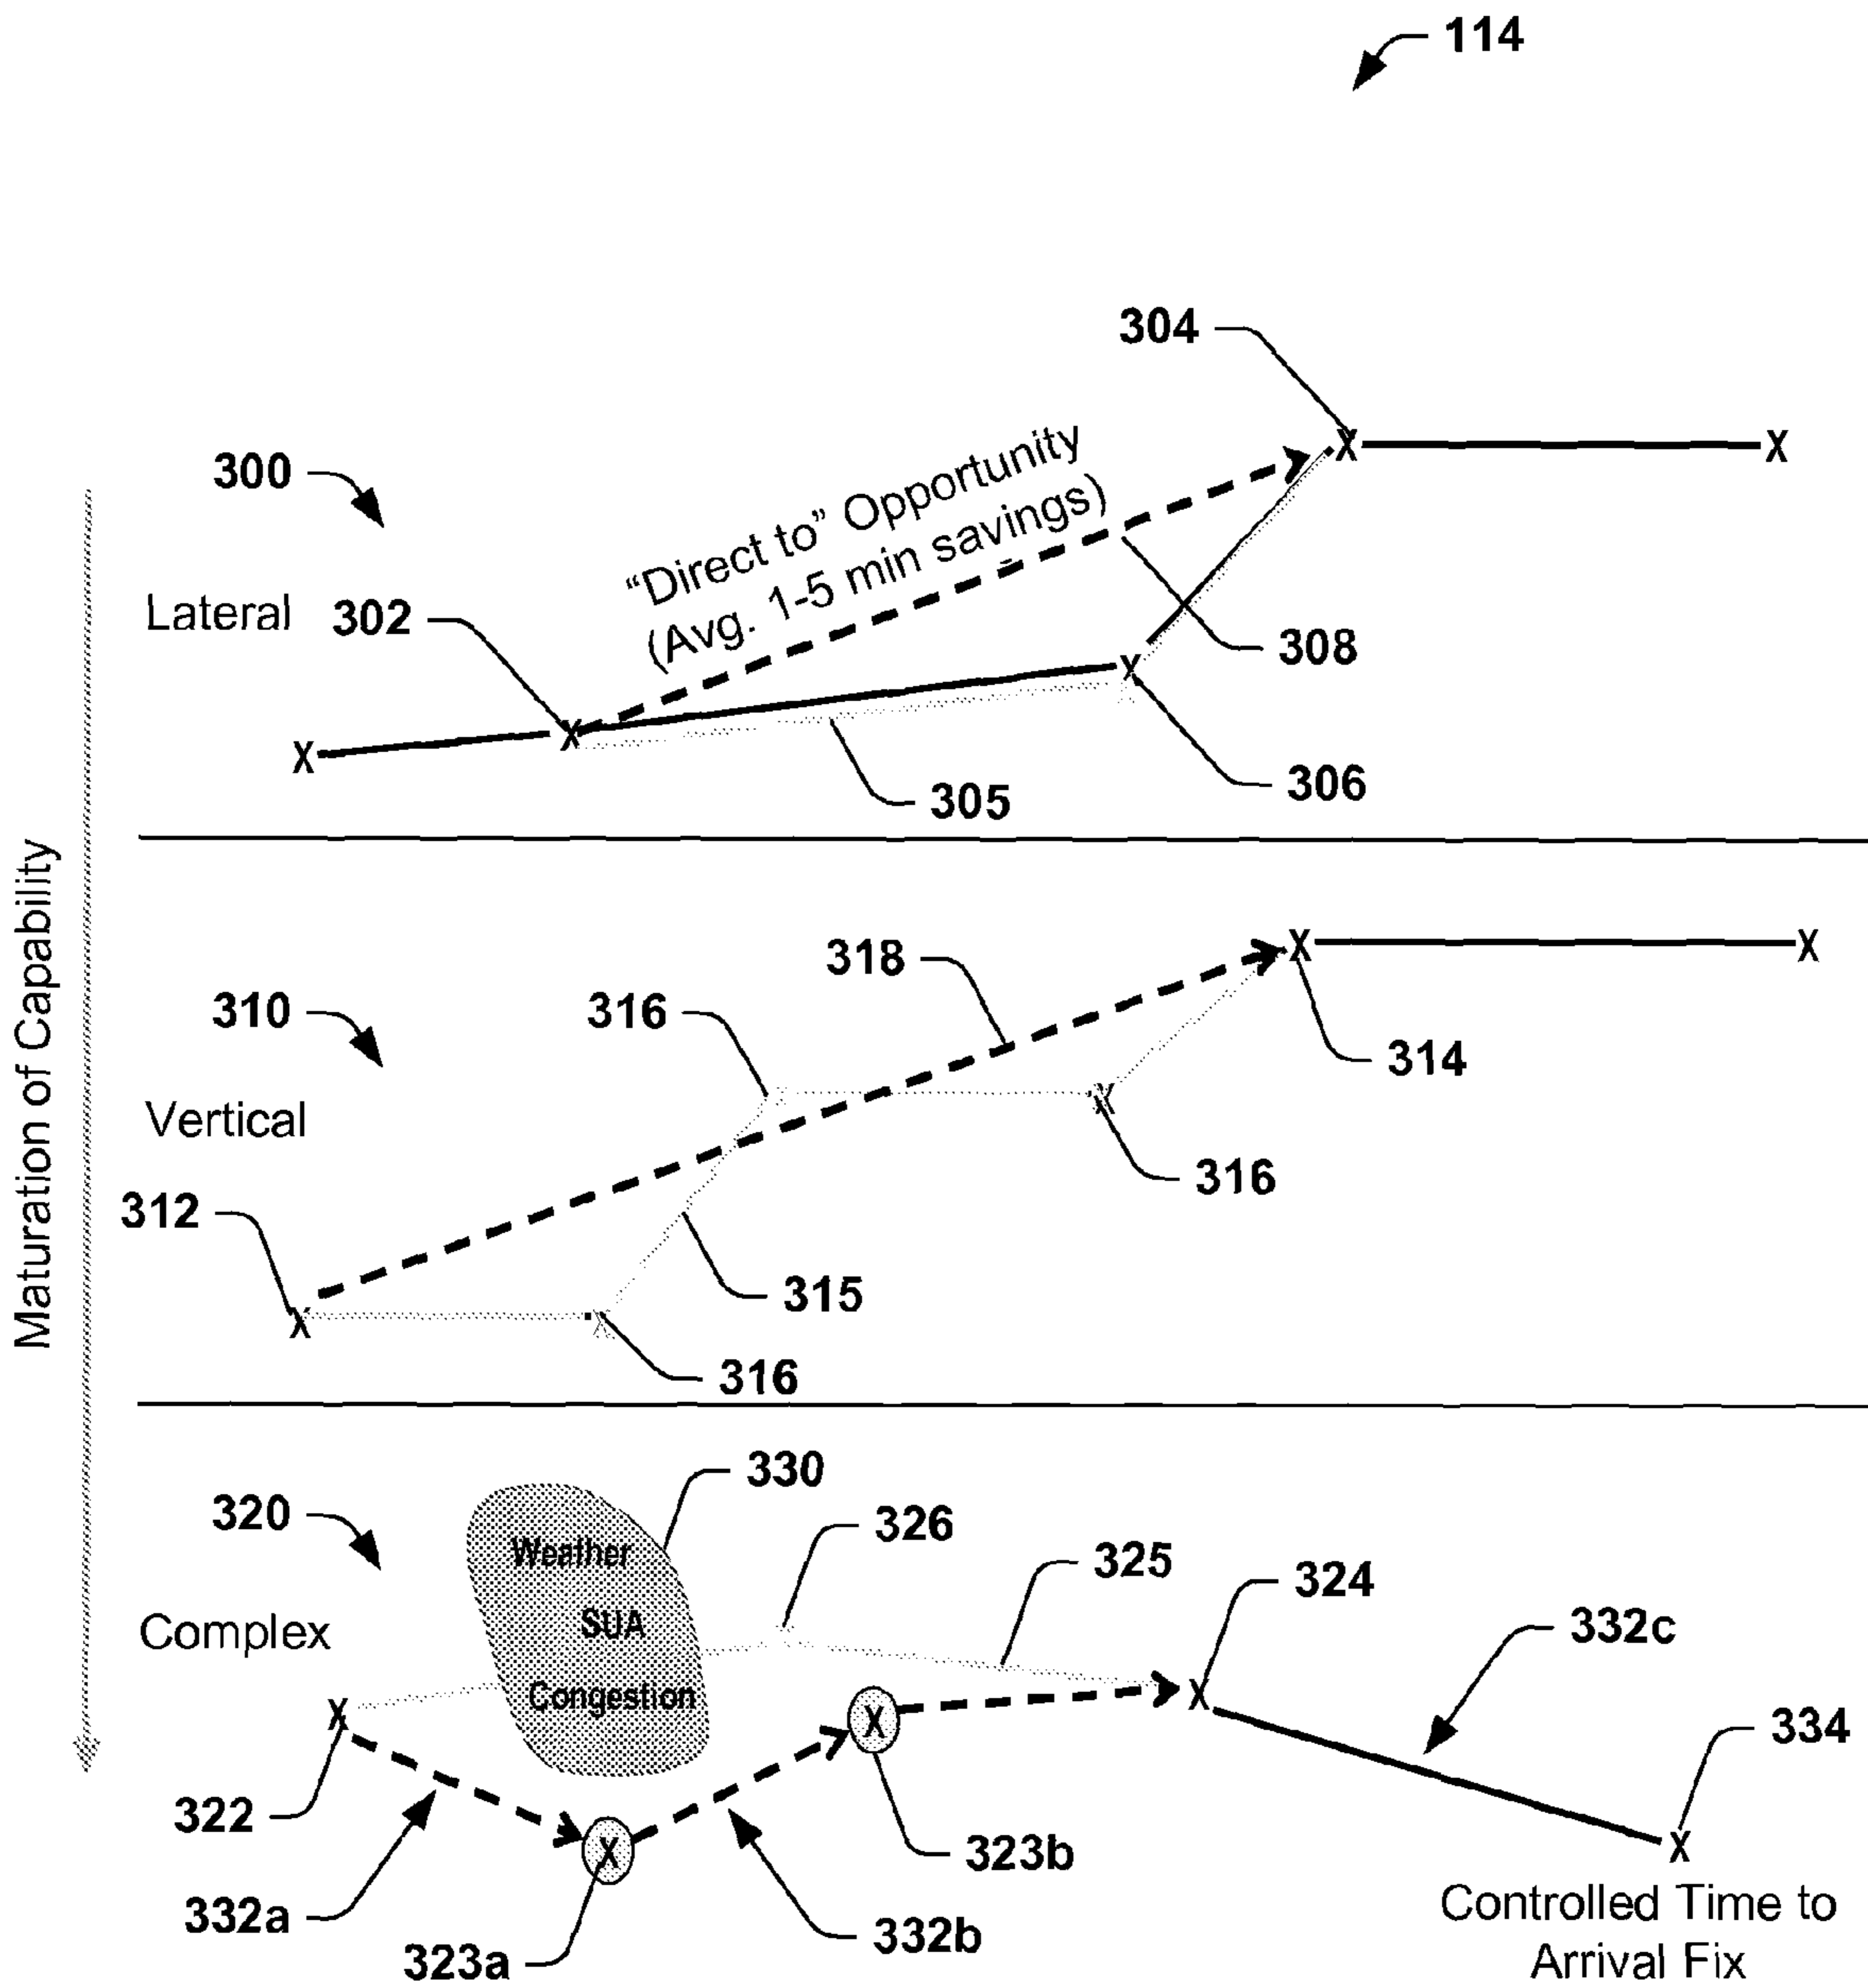 114
304
300
"Direct to" Opportunity
(Avg. 1-5 min savings)
X
X
Lateral
302
308
X
X
X
306
305
Maturation of Capability
318
X
X
310
316
314
X
X
Vertical
316
312
315
X
X
316
330
320
326
Weather
325
324
SUA
Complex
332c
Congestion
X
X
X
334
322
X
X
323b
332a
332b
323a
Controlled Time to
Arrival Fix